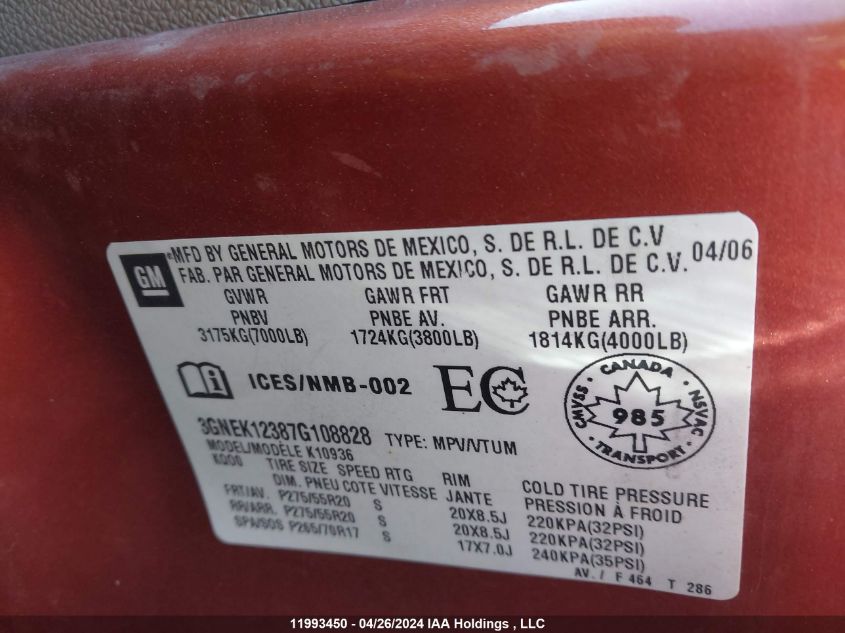 GM
MFD BY GENERAL MOTORS DE MEXICO, S. DE R.L. DE C.V 04/06
FAB. PAR GENERAL MOTORS DE MEXICO, S. DE R.L. DE C.V.
GVWR GAWR FRT GAWR RR
PNBV PNBE AV. PNBE ARR.
3175KG(7000LB) 1724KG(3800LB) 1814KG(4000LB)
i ICES/NMB-002 EC
CANADA
CMVSS 985 NSVAC
TRANSPORT
3GNEK12387G108828 TYPE: MPV/VTUM
MODEL/MODÈLE K10936
K000 TIRE SIZE SPEED RTG RIM COLD TIRE PRESSURE
DIM. PNEU COTE VITESSE JANTE PRESSION À FROID
FRT/AV. P275/55R20 S 20X8.5J 220KPA(32PSI)
RR/ARR. P275/55R20 S 20X8.5J 220KPA(32PSI)
SPA/SOS P265/70R17 S 17X7.0J 240KPA(35PSI)
AV. / F 464 T 286
11993450 - 04/26/2024 IAA Holdings , LLC